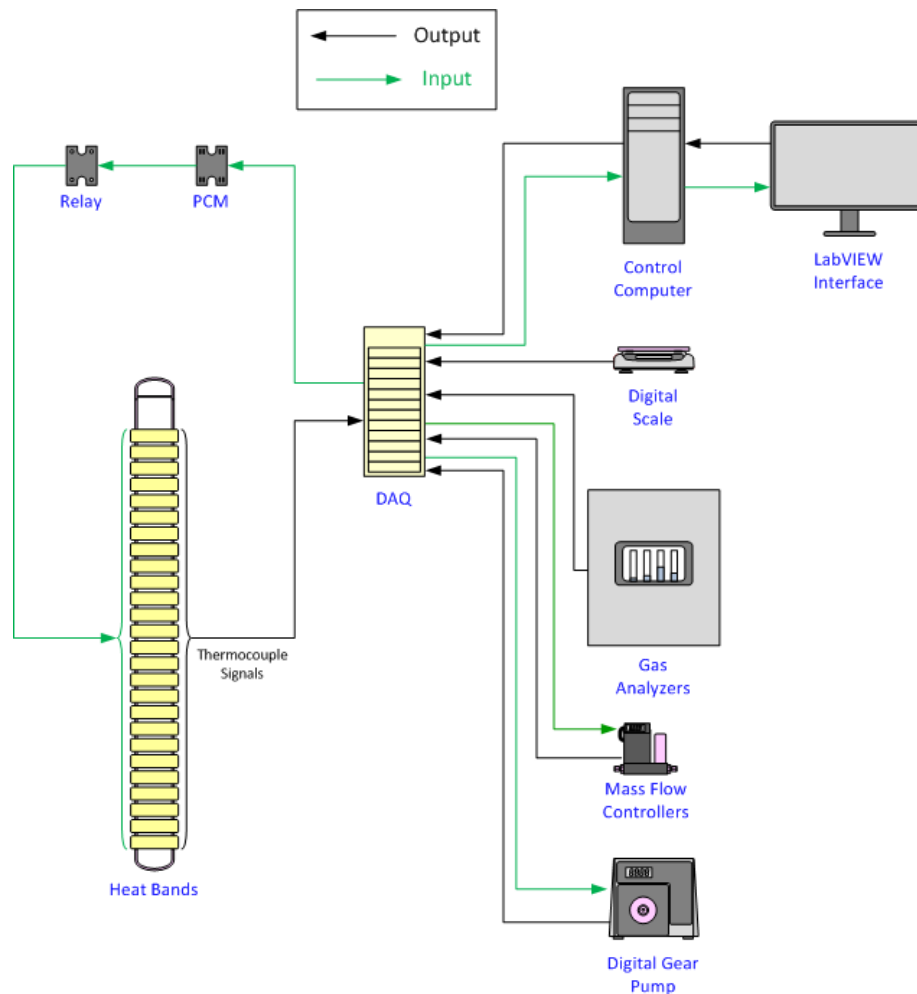 Output
Input
Relay
PCM
Control
Computer
LabVIEW
Interface
Digital
Scale
DAQ
Thermocouple
Signals
Gas
Analyzers
Mass Flow
Controllers
Heat Bands
Digital Gear
Pump